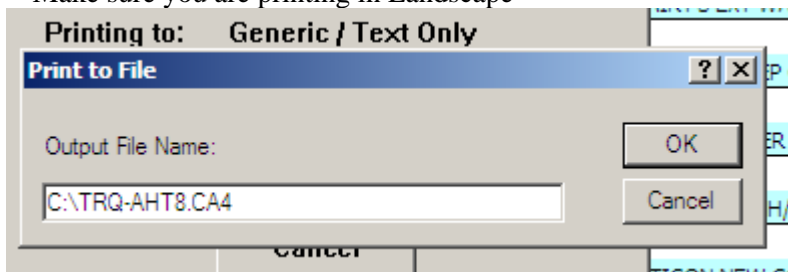 Make sure you are printing in Landscape
Printing to: Generic / Text Only
Print to File
Output File Name:
OK
C:\TRQ-AHT8.CA4
Cancel
Cancel